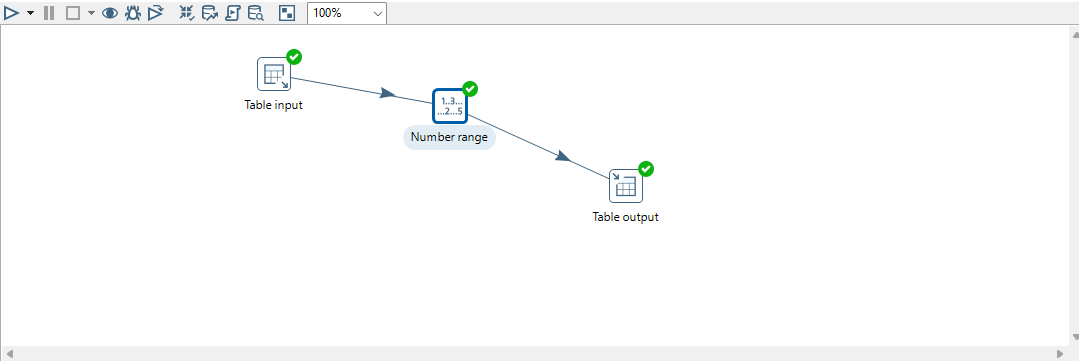 100%
Table input
1..3...
...2...5
Number range
Table output